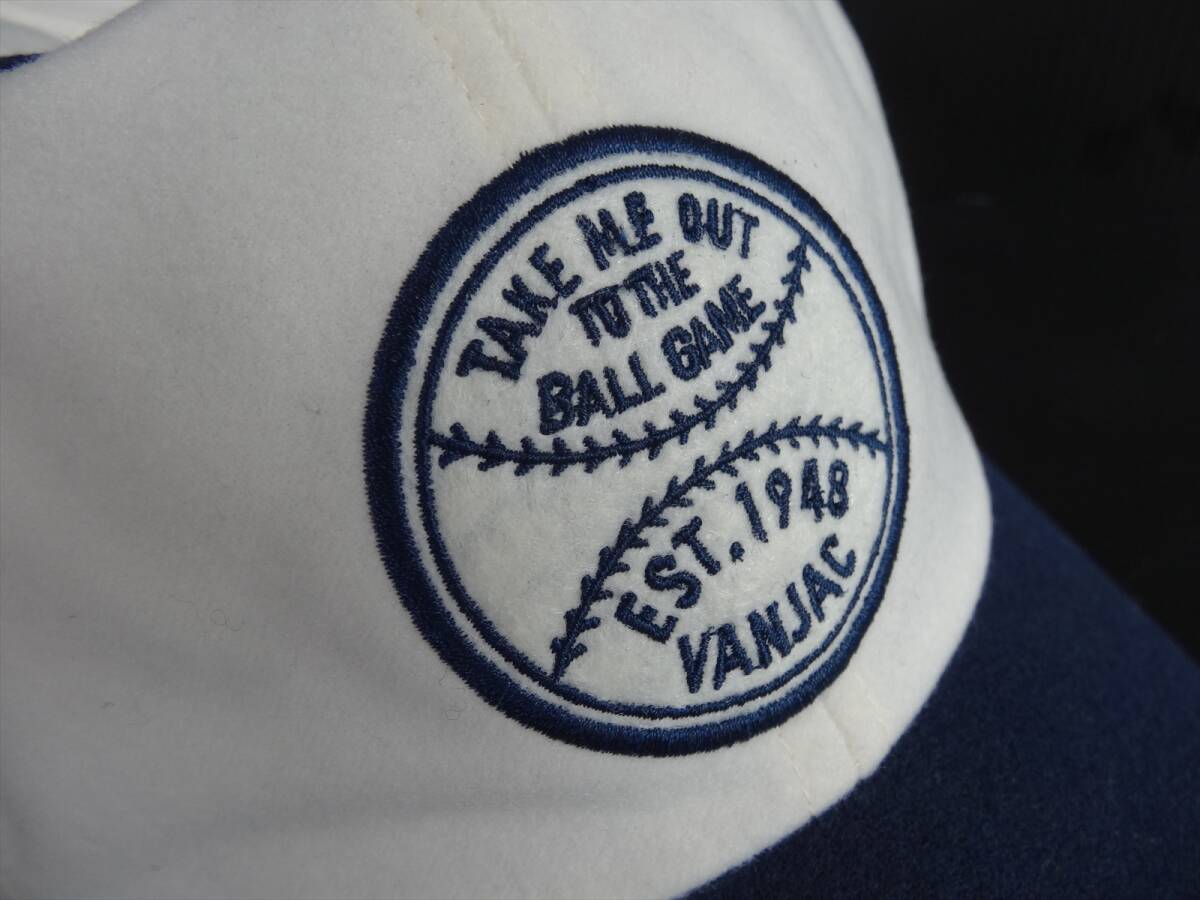 TAKE ME OUT
TO THE
BALL GAME
EST. 1948
VANJAC